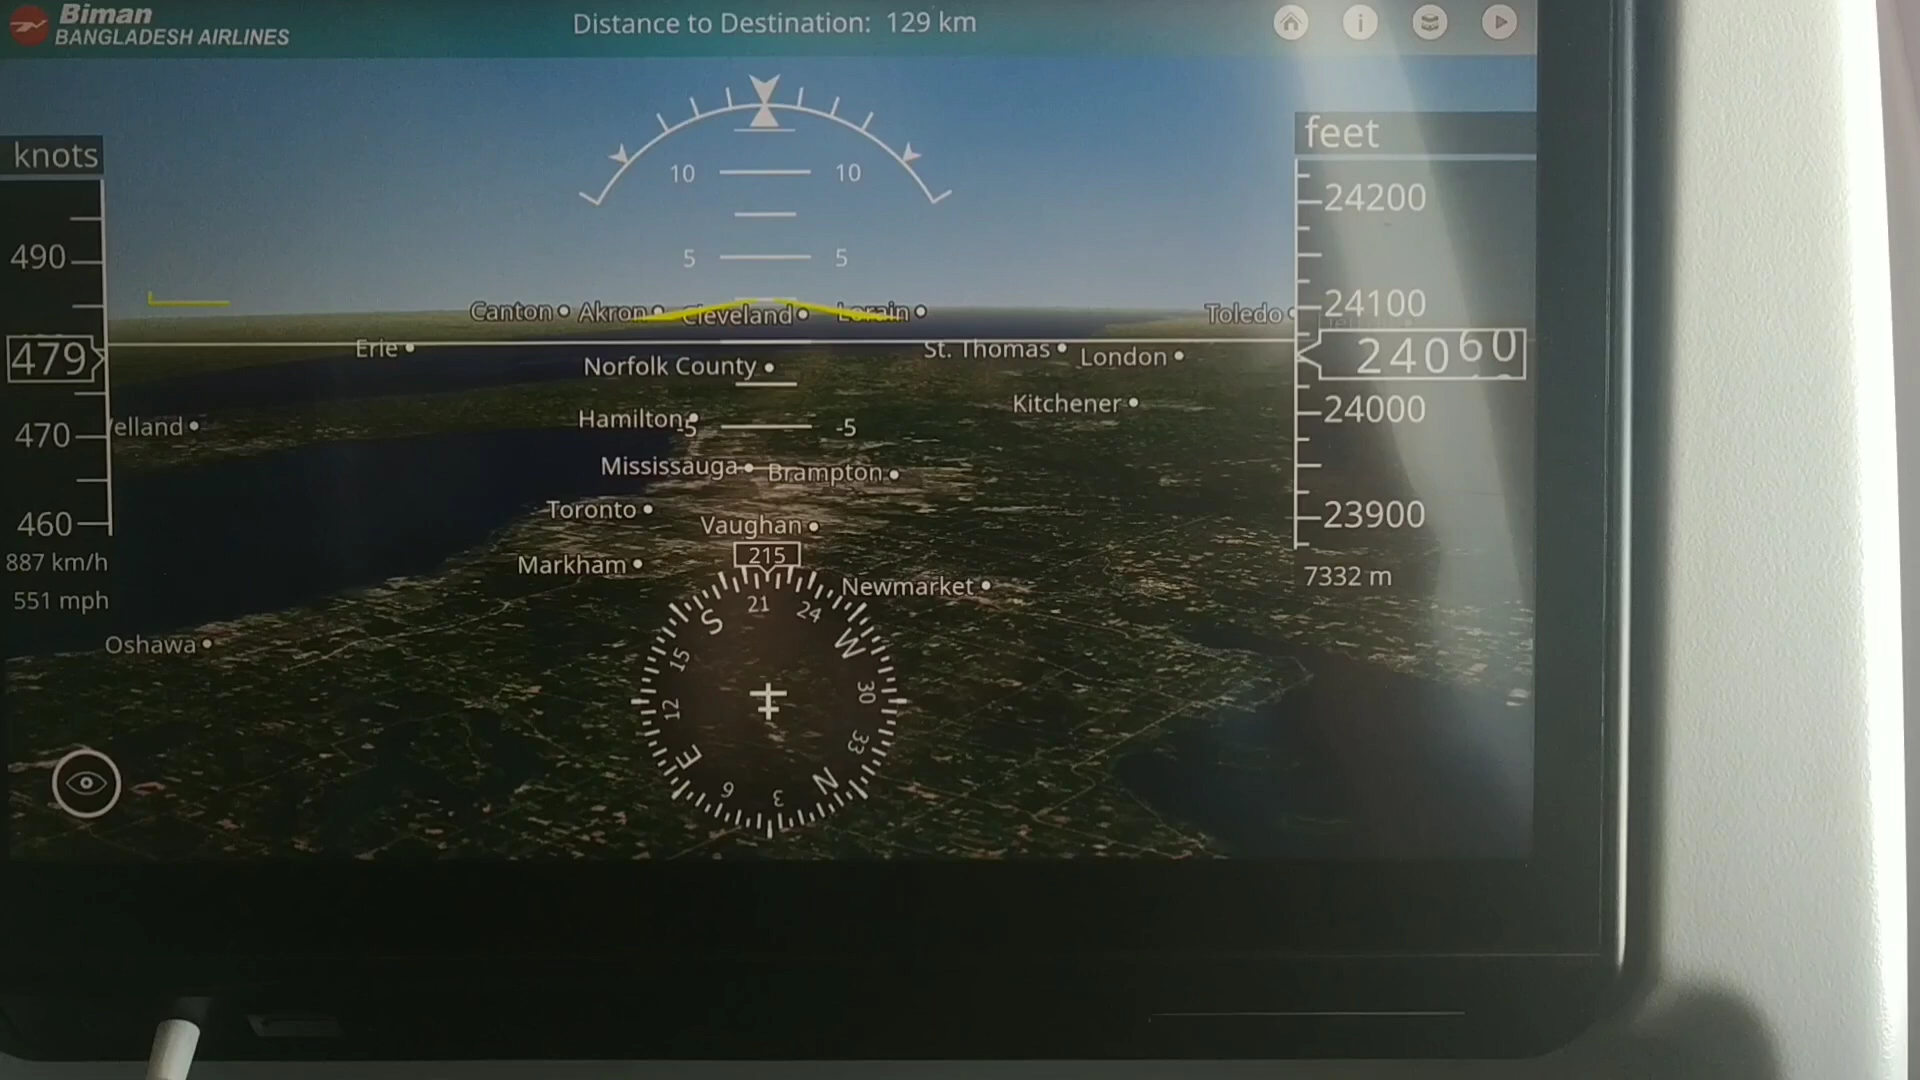 Biman
BANGLADESH AIRLINES
Distance to Destination: 129 km
knots
490
479
470
460
887 km/h
551 mph
feet
24200
24100
24060
24000
23900
7332 m
10 10
5 5
Canton Akron Cleveland Lorain Toledo
Erie St. Thomas London
Norfolk County
Kitchener
elland Hamilton
-5 -5
Mississauga Brampton
Toronto
Vaughan
215
Markham
Newmarket
Oshawa
S 21 24 W 30 33 N 3 6 E 12 15